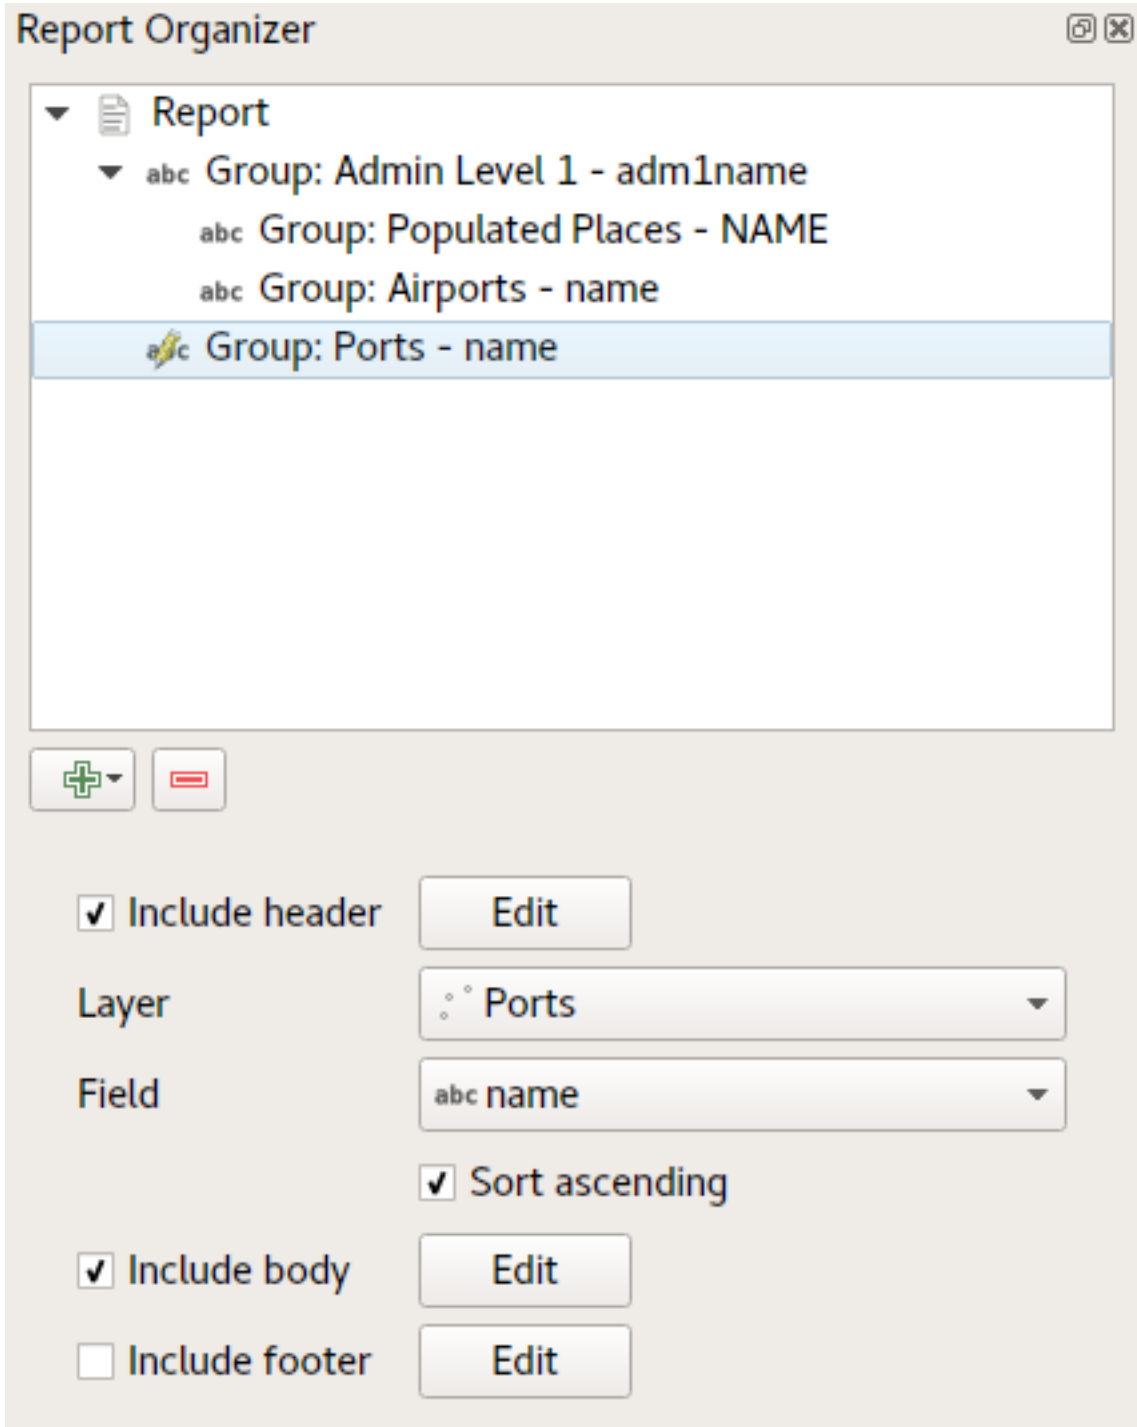 Report Organizer
Report
abc Group: Admin Level 1 - adm1name
abc Group: Populated Places - NAME
abc Group: Airports - name
abc Group: Ports - name
Include header Edit
Layer Ports
Field abc name
Sort ascending
Include body Edit
Include footer Edit